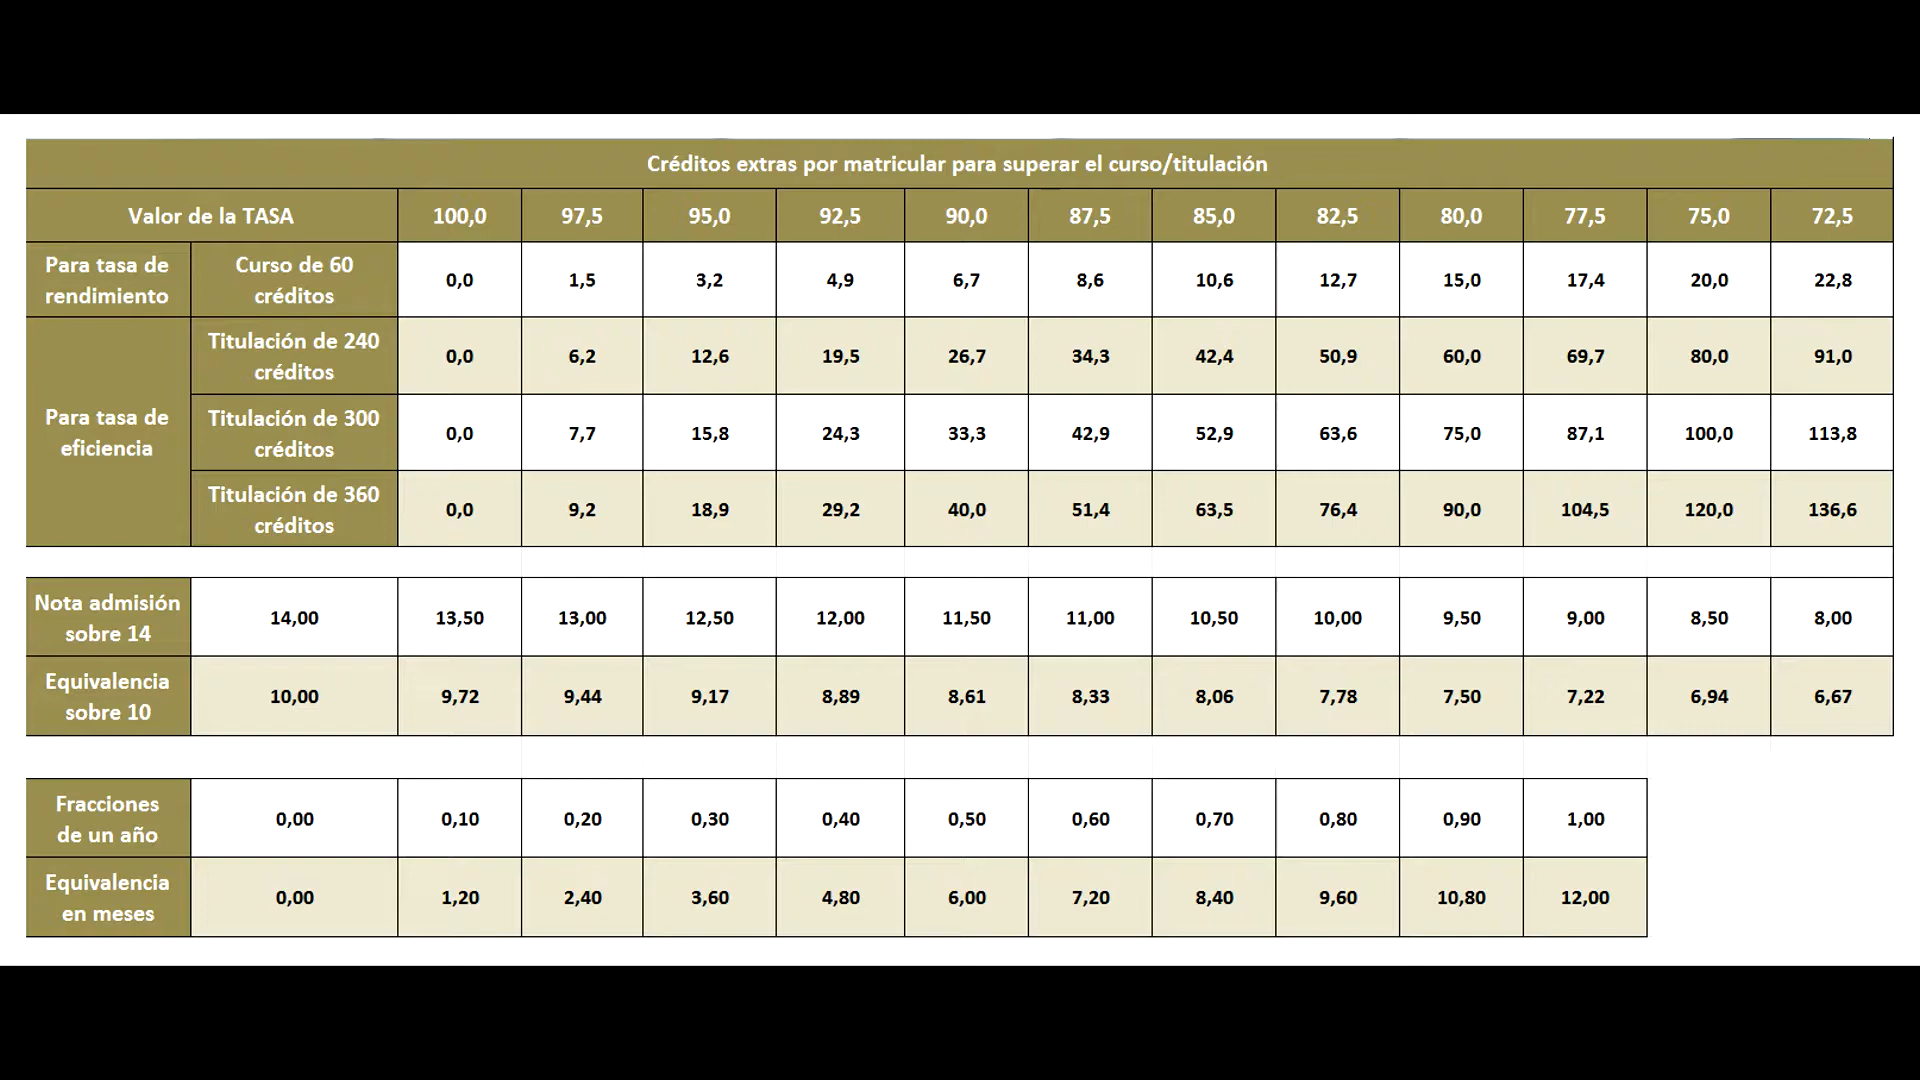 Créditos extras por matricular para superar el curso/titulación
Valor de la TASA 100,0 97,5 95,0 92,5 90,0 87,5 85,0 82,5 80,0 77,5 75,0 72,5
Para tasa de rendimiento Curso de 60 créditos 0,0 1,5 3,2 4,9 6,7 8,6 10,6 12,7 15,0 17,4 20,0 22,8
Para tasa de eficiencia
Titulación de 240 créditos 0,0 6,2 12,6 19,5 26,7 34,3 42,4 50,9 60,0 69,7 80,0 91,0
Titulación de 300 créditos 0,0 7,7 15,8 24,3 33,3 42,9 52,9 63,6 75,0 87,1 100,0 113,8
Titulación de 360 créditos 0,0 9,2 18,9 29,2 40,0 51,4 63,5 76,4 90,0 104,5 120,0 136,6
Nota admisión sobre 14 14,00 13,50 13,00 12,50 12,00 11,50 11,00 10,50 10,00 9,50 9,00 8,50 8,00
Equivalencia sobre 10 10,00 9,72 9,44 9,17 8,89 8,61 8,33 8,06 7,78 7,50 7,22 6,94 6,67
Fracciones de un año 0,00 0,10 0,20 0,30 0,40 0,50 0,60 0,70 0,80 0,90 1,00
Equivalencia en meses 0,00 1,20 2,40 3,60 4,80 6,00 7,20 8,40 9,60 10,80 12,00